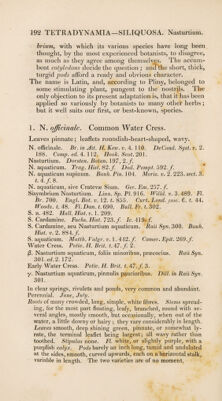 192 TETRADYNAMIA—SILIQUOSA. Nasturtium.
brium, with which its various species have long been
thought, by the most experienced botanists, to disagree,
as much as they agree among themselves. The accum-
bent cotyledons decide the question; and the short, thick,
turgid pods afford a ready and obvious character.
The name is Latin, and, according to Pliny, belonged to
some stimulating plant, pungent to the nostrils. The
only objection to its present adaptation is, that it has been
applied so variously by botanists to many other herbs;
but it well suits our first, or best-known, species.
1. N. officinale. Common Water Cress.
Leaves pinnate; leaflets roundish-heart-shaped, wavy.
N. officinale. Br. in Ait. H. Kew. v. 4. 110. DeCand. Syst. v. 2.
188. Comp. ed. 4. 112. Hook. Scot. 201.
Nasturtium. Dorsten. Botan. 197, 2. f.
N. aquaticum. Trag. Hist. 82. f. Thal. Prompt. 592. f.
N. aquaticum supinum. Bauh. Pin. 104. Moris. v. 2. 223. sect. 3.
t. 4. f. 8.
N. aquaticum, sive Cratevæ Sium. Ger. Em. 257. f.
Sisymbrium Nasturtium. Linn. Sp. Pl. 916. Willd. v. 3. 489. Fl.
Br. 700. Engl. Bot. v. 12. t. 855. Curt. Lond. fasc. 6. t. 44.
Woodv. t. 48. Fl. Dan. t. 690. Bull. Fr. t. 302.
S. n. 482. Hall. Hist. v. 1. 209.
S. Cardamine. Fuchs. Hist. 723. f. Ic. 419. f.
S. Cardamine, seu Nasturtium aquaticum. Raii Syn. 300. Bauh.
Hist. v. 2. 884. f.
S. aquaticum. Matth. Valgr. v. 1. 442. f. Camer. Epit. 269. f.
Water Cress. Petiv. H. Brit. t. 47. f. 2.
β. Nasturtium aquaticum, foliis minoribus, præcocius. Raii Syn.
301. ed. 2. 172.
Early Water Cress. Petiv. H. Brit. t. 47. f. 3.
γ. Nasturtium aquaticum, pinnulis paucioribus. Dill. in Raii Syn.
301.
In clear springs, rivulets and ponds, very common and abundant.
Perennial. June, July.
Roots of many crowded, long, simple, white fibres. Stems spread-
ing, for the most part floating, leafy, branched, round with se-
veral angles, mostly smooth, but occasionally, when out of the
water, a little downy or hairy; they vary considerably in length.
Leaves smooth, deep shining green, pinnate, or somewhat ly-
rate, the terminal leaflet being largest; all wavy rather than
toothed. Stipulas none. Fl. white, or slightly purple, with a
greenish calyx. Pods barely an inch long, tumid and undulated
at the sides, smooth, curved upwards, each on a horizontal stalk,
variable in length. The two varieties are of no moment.